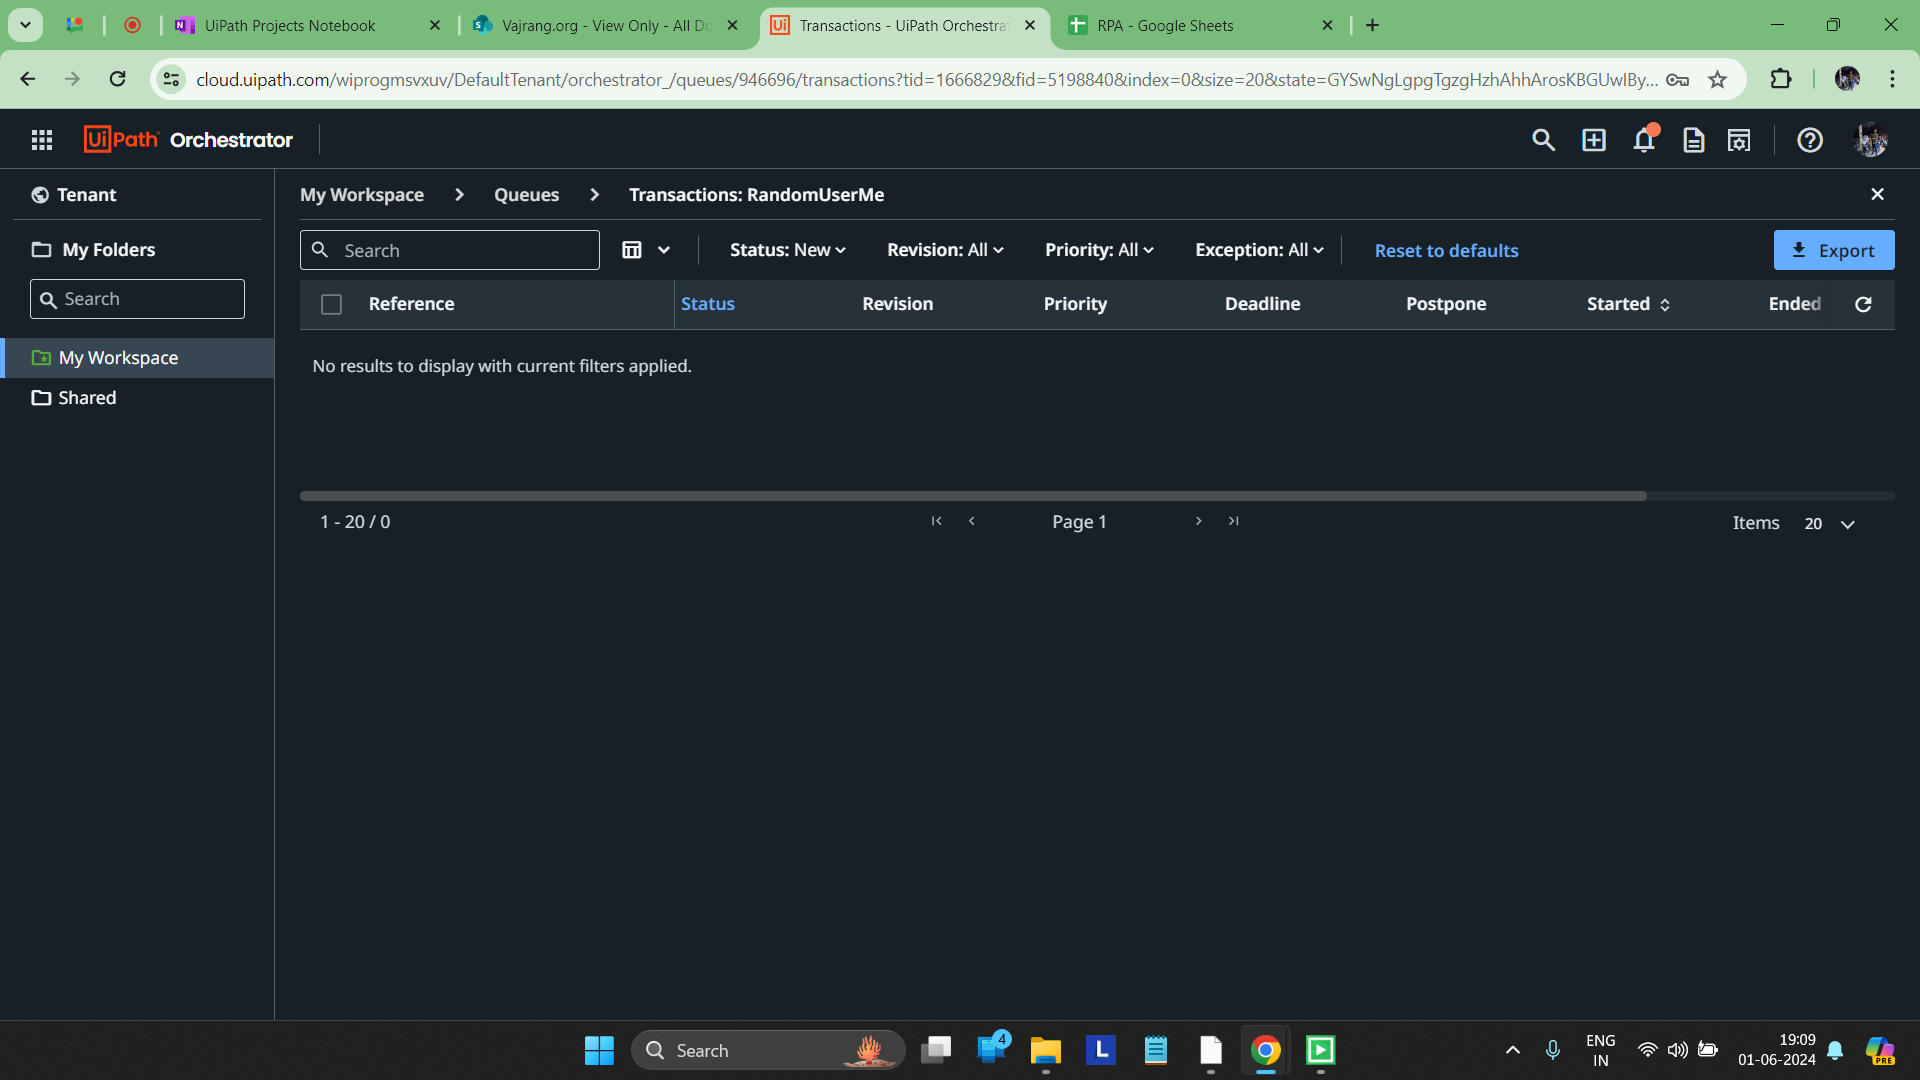 UiPath Projects Notebook
Vajrang.org - View Only - All Do
Transactions - UiPath Orchestra
RPA - Google Sheets
cloud.uipath.com/wiprogmsvxuv/DefaultTenant/orchestrator_/queues/946696/transactions?tid=1666829&fid=5198840&index=0&size=20&state=GYSwNgLgpgTgzgHzhAhhArosKBGUwIBy...
UiPath Orchestrator
Tenant
My Workspace
Queues
Transactions: RandomUserMe
My Folders
Search
Status: New
Revision: All
Priority: All
Exception: All
Reset to defaults
Export
Search
Reference
Status
Revision
Priority
Deadline
Postpone
Started
Ended
My Workspace
No results to display with current filters applied.
Shared
1 - 20 / 0
Page 1
Items 20
Search
4
L
ENG
IN
19:09
01-06-2024
PRE